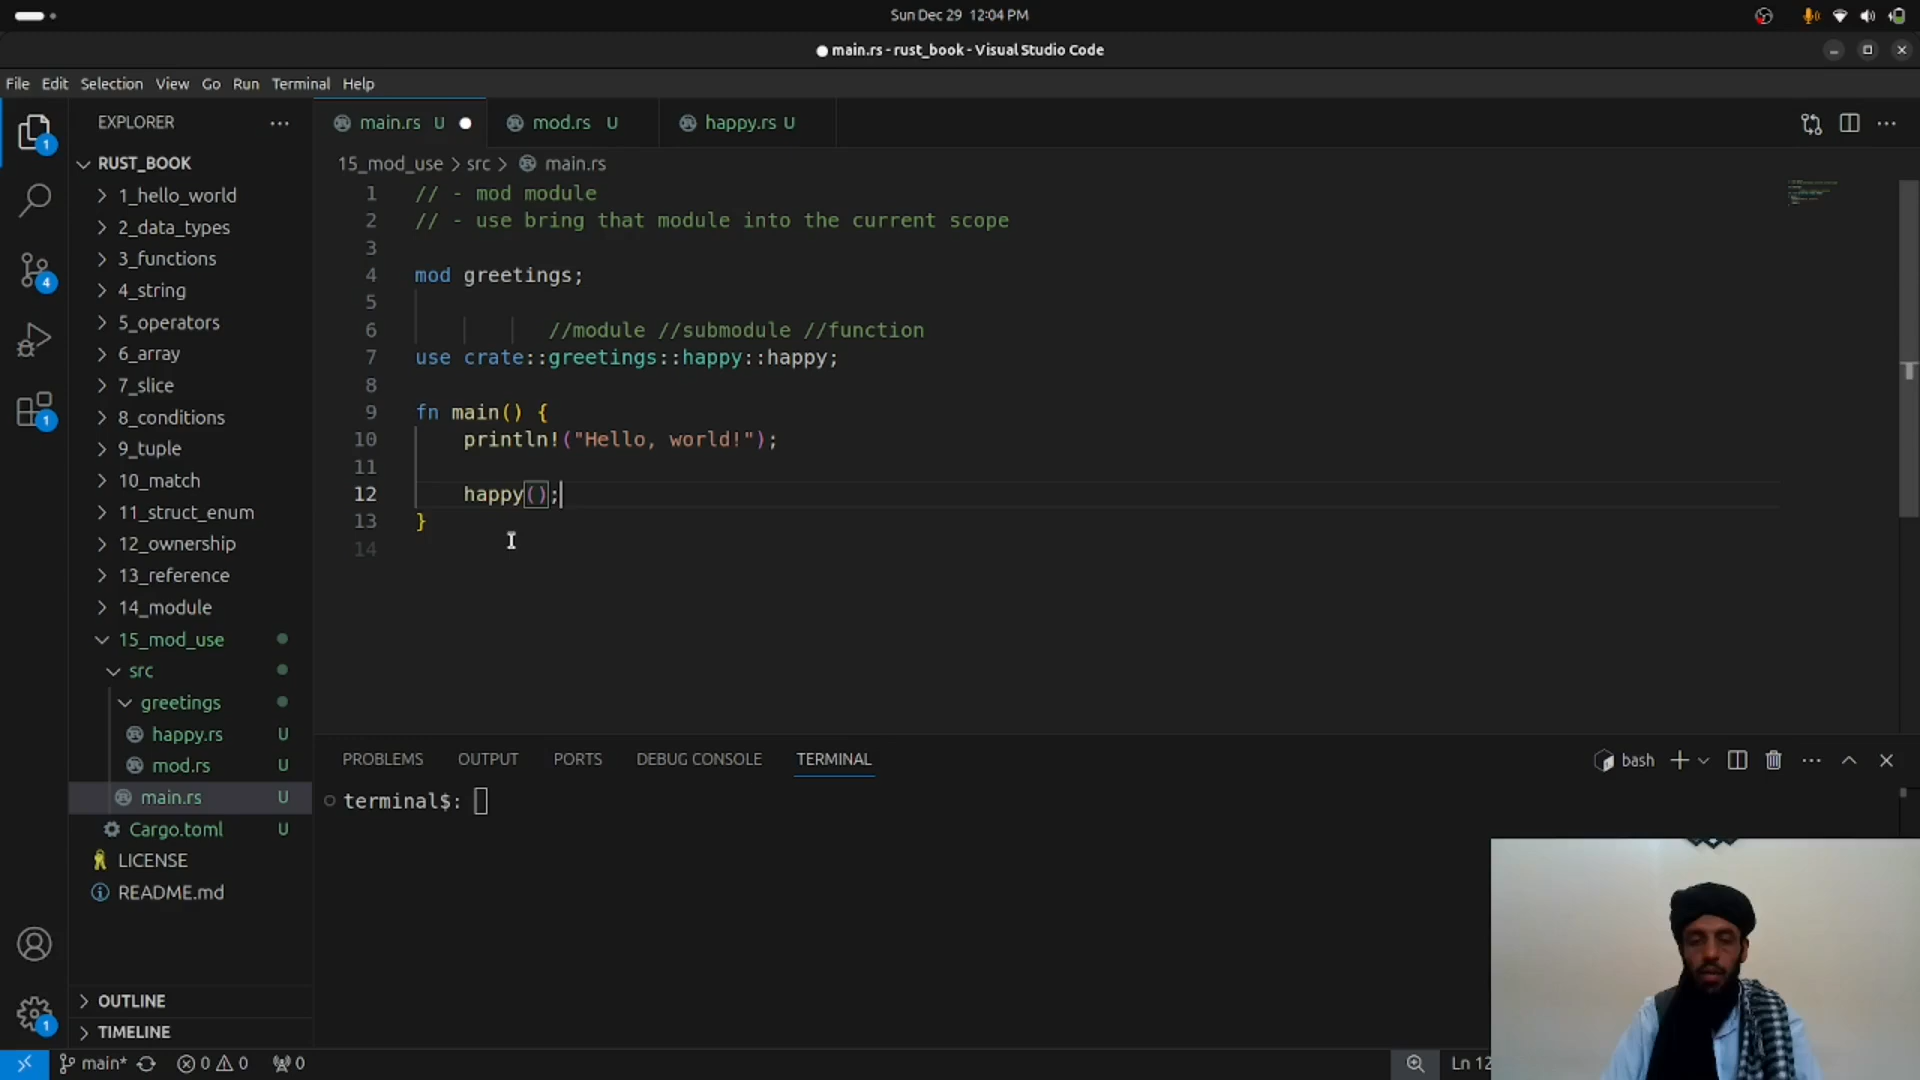 Sun Dec 29 12:04 PM
main.rs - rust_book - Visual Studio Code
File Edit Selection View Go Run Terminal Help
EXPLORER
main.rs U
mod.rs U
happy.rs U
RUST_BOOK
1_hello_world
2_data_types
3_functions
4_string
5_operators
6_array
7_slice
8_conditions
9_tuple
10_match
11_struct_enum
12_ownership
13_reference
14_module
15_mod_use
src
greetings
happy.rs U
mod.rs U
main.rs U
Cargo.toml U
LICENSE
README.md
OUTLINE
TIMELINE
1
4
1
1
15_mod_use > src > main.rs
1 // - mod module
2 // - use bring that module into the current scope
3
4 mod greetings;
5
6 //module //submodule //function
7 use crate::greetings::happy::happy;
8
9 fn main() {
10 println!("Hello, world!");
11
12 happy();
13 }
14
PROBLEMS OUTPUT PORTS DEBUG CONSOLE TERMINAL
bash
terminal$:
main* 0 0 0
Ln 12